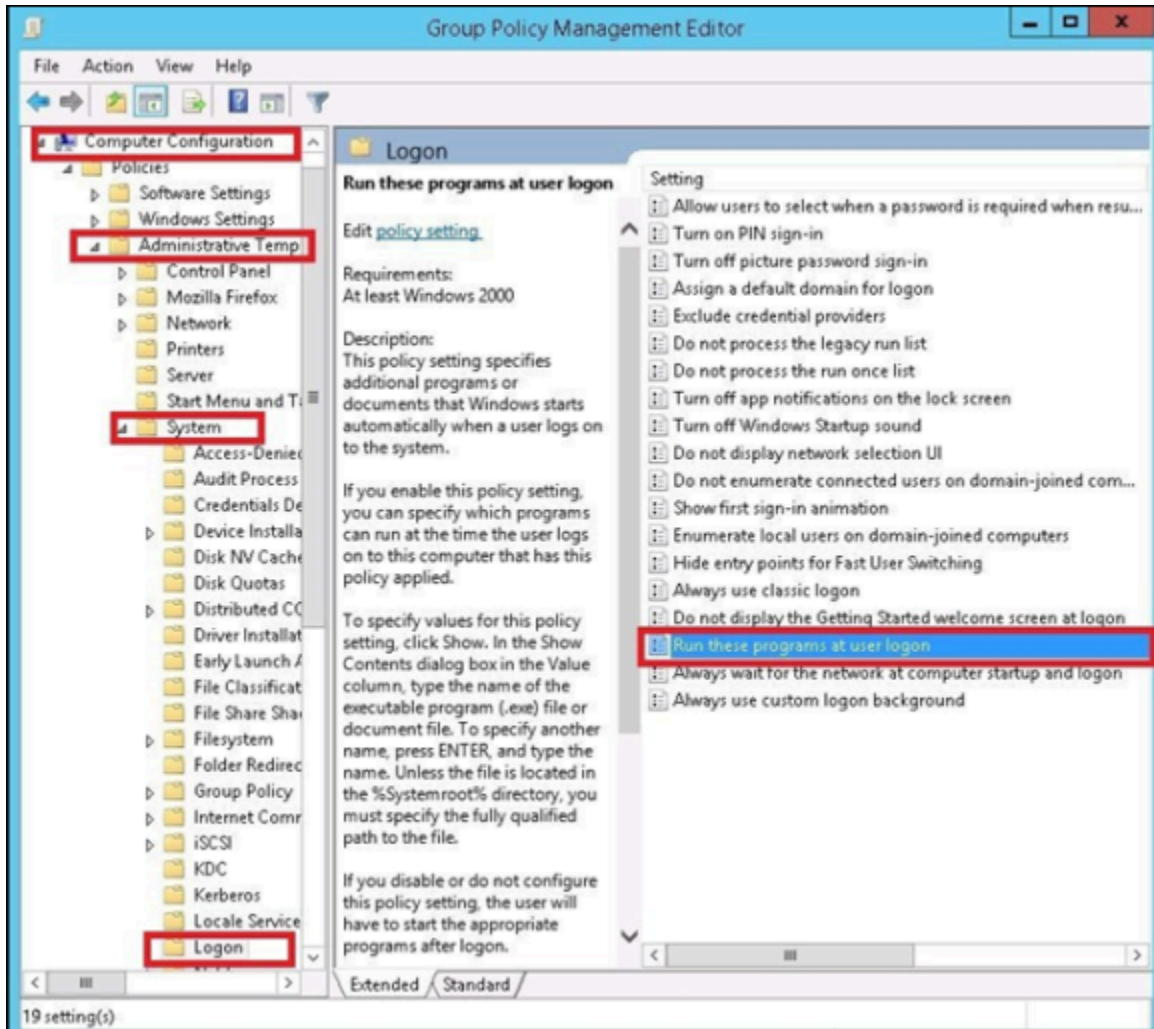 Group Policy Management Editor
File Action View Help
Computer Configuration
Policies
Software Settings
Windows Settings
Administrative Temp
Control Panel
Mozilla Firefox
Network
Printers
Server
Start Menu and Ta
System
Access-Denied
Audit Process
Credentials De
Device Installa
Disk NV Cache
Disk Quotas
Distributed CO
Driver Installat
Early Launch A
File Classificat
File Share Shad
Filesystem
Folder Redirec
Group Policy
Internet Comm
iSCSI
KDC
Kerberos
Locale Service
Logon
Logon
Run these programs at user logon
Edit policy setting
Requirements:
At least Windows 2000
Description:
This policy setting specifies
additional programs or
documents that Windows starts
automatically when a user logs on
to the system.
If you enable this policy setting,
you can specify which programs
can run at the time the user logs
on to this computer that has this
policy applied.
To specify values for this policy
setting, click Show. In the Show
Contents dialog box in the Value
column, type the name of the
executable program (.exe) file or
document file. To specify another
name, press ENTER, and type the
name. Unless the file is located in
the %Systemroot% directory, you
must specify the fully qualified
path to the file.
If you disable or do not configure
this policy setting, the user will
have to start the appropriate
programs after logon.
Setting
Allow users to select when a password is required when resu...
Turn on PIN sign-in
Turn off picture password sign-in
Assign a default domain for logon
Exclude credential providers
Do not process the legacy run list
Do not process the run once list
Turn off app notifications on the lock screen
Turn off Windows Startup sound
Do not display network selection UI
Do not enumerate connected users on domain-joined com...
Show first sign-in animation
Enumerate local users on domain-joined computers
Hide entry points for Fast User Switching
Always use classic logon
Do not display the Getting Started welcome screen at logon
Run these programs at user logon
Always wait for the network at computer startup and logon
Always use custom logon background
Extended Standard
19 setting(s)